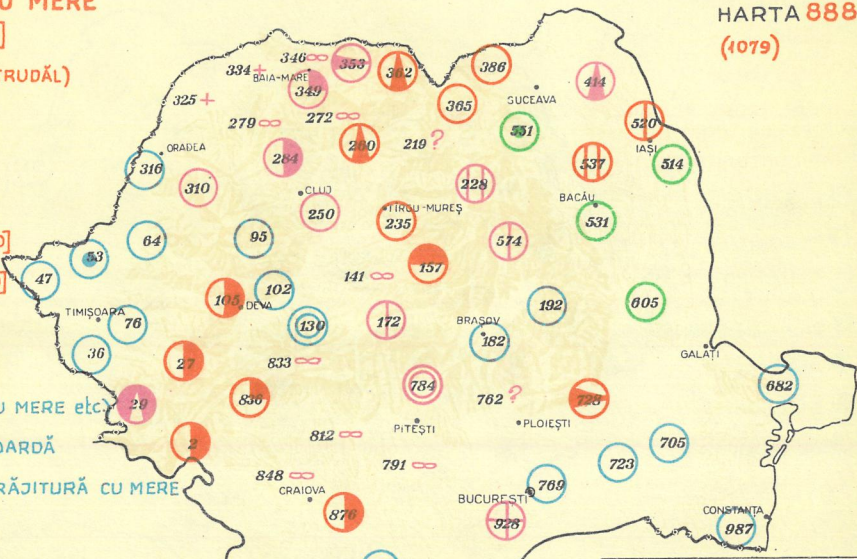 U MERE
HARTA 888
(1079)
]
TRUDĂL)
346 ∞ 353
334 +
BAIA-MARE
349
362
386
414
325 +
365
SUCEAVA
279 ∞
272 ∞
551
520
IAȘI
ORADEA
260
219 ?
316
284
537
514
310
CLUJ
228
BACĂU
250
TÎRGU-MUREȘ
235
531
64
95
574
53
157
47
141 ∞
105
DEVA
102
192
605
TIMIȘOARA
76
130
172
BRAȘOV
182
36
GALAȚI
27
833 ∞
784
682
29
836
762 ?
728
U MERE etc)
PITEȘTI
PLOIEȘTI
2
812 ∞
705
OARDĂ
791 ∞
723
848 ∞
RĂJITURĂ CU MERE
CRAIOVA
769
BUCUREȘTI
876
928
CONSTANȚA
987